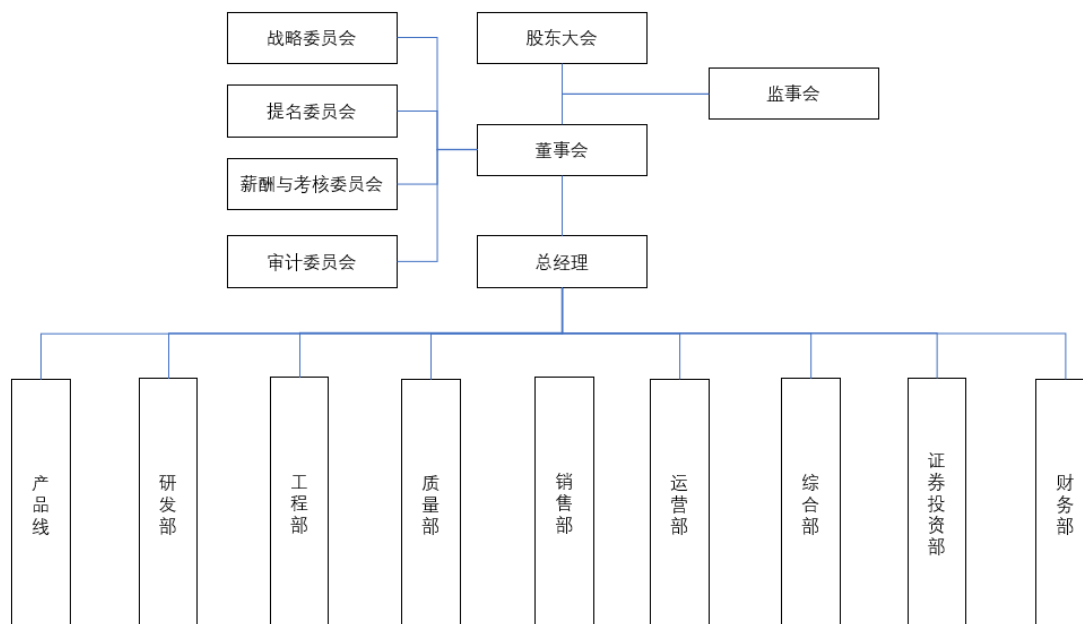 战略委员会
股东大会
监事会
提名委员会
董事会
薪酬与考核委员会
审计委员会
总经理
产品线
研发部
工程部
质量部
销售部
运营部
综合部
证券投资部
财务部